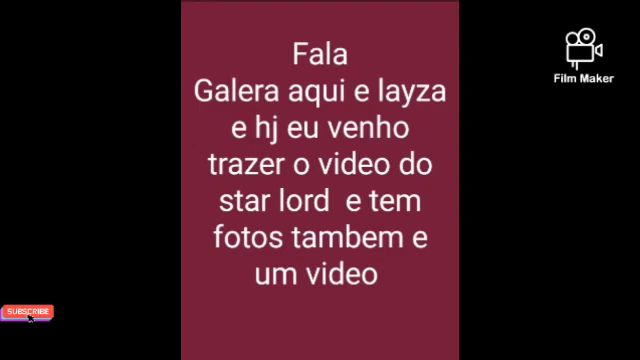 Fala
Galera aqui e layza
e hj eu venho
trazer o video do
star lord e tem
fotos tambem e
um video
Film Maker
SUBSCRIBE